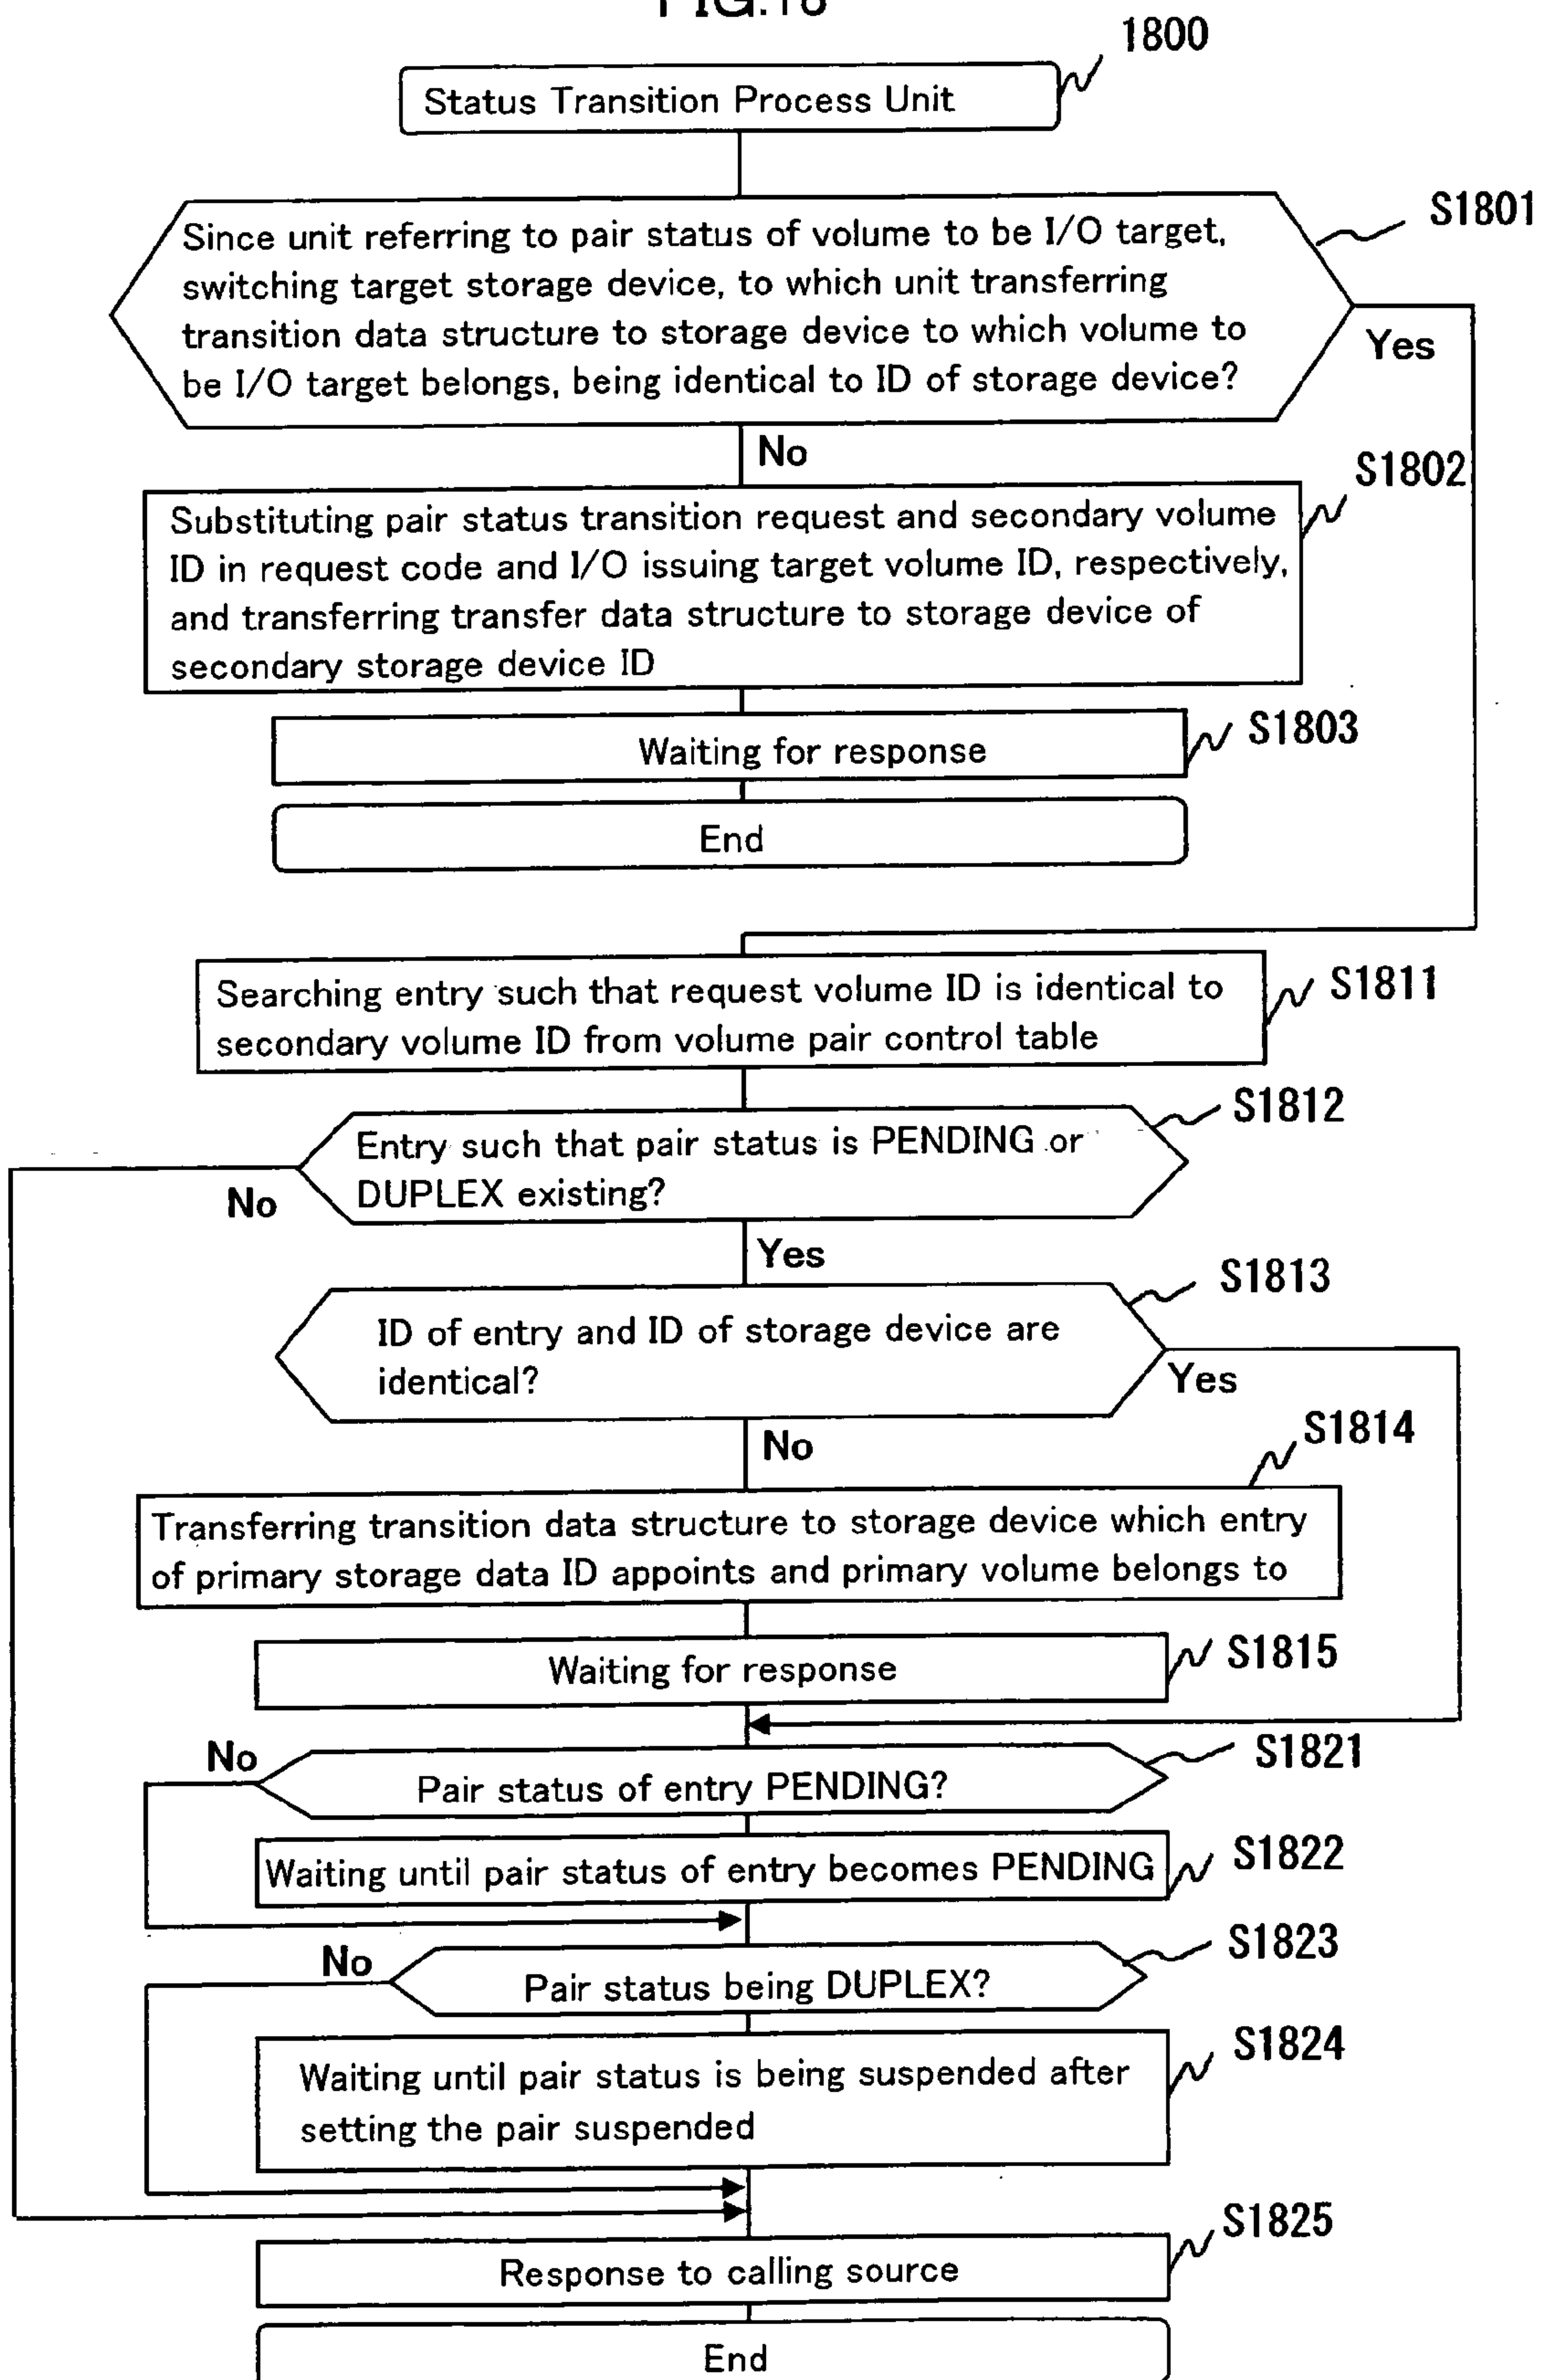 FIG.18
1800
Status Transition Process Unit
S1801
Since unit referring to pair status of volume to be I/O target,
switching target storage device, to which unit transferring
transition data structure to storage device to which volume to
be I/O target belongs, being identical to ID of storage device?
Yes
No
S1802
Substituting pair status transition request and secondary volume
ID in request code and I/O issuing target volume ID, respectively,
and transferring transfer data structure to storage device of
secondary storage device ID
Waiting for response
S1803
End
Searching entry such that request volume ID is identical to
secondary volume ID from volume pair control table
S1811
S1812
Entry such that pair status is PENDING or
DUPLEX existing?
No
Yes
S1813
ID of entry and ID of storage device are
identical?
Yes
No
S1814
Transferring transition data structure to storage device which entry
of primary storage data ID appoints and primary volume belongs to
Waiting for response
S1815
No
S1821
Pair status of entry PENDING?
Waiting until pair status of entry becomes PENDING
S1822
No
S1823
Pair status being DUPLEX?
S1824
Waiting until pair status is being suspended after
setting the pair suspended
S1825
Response to calling source
End